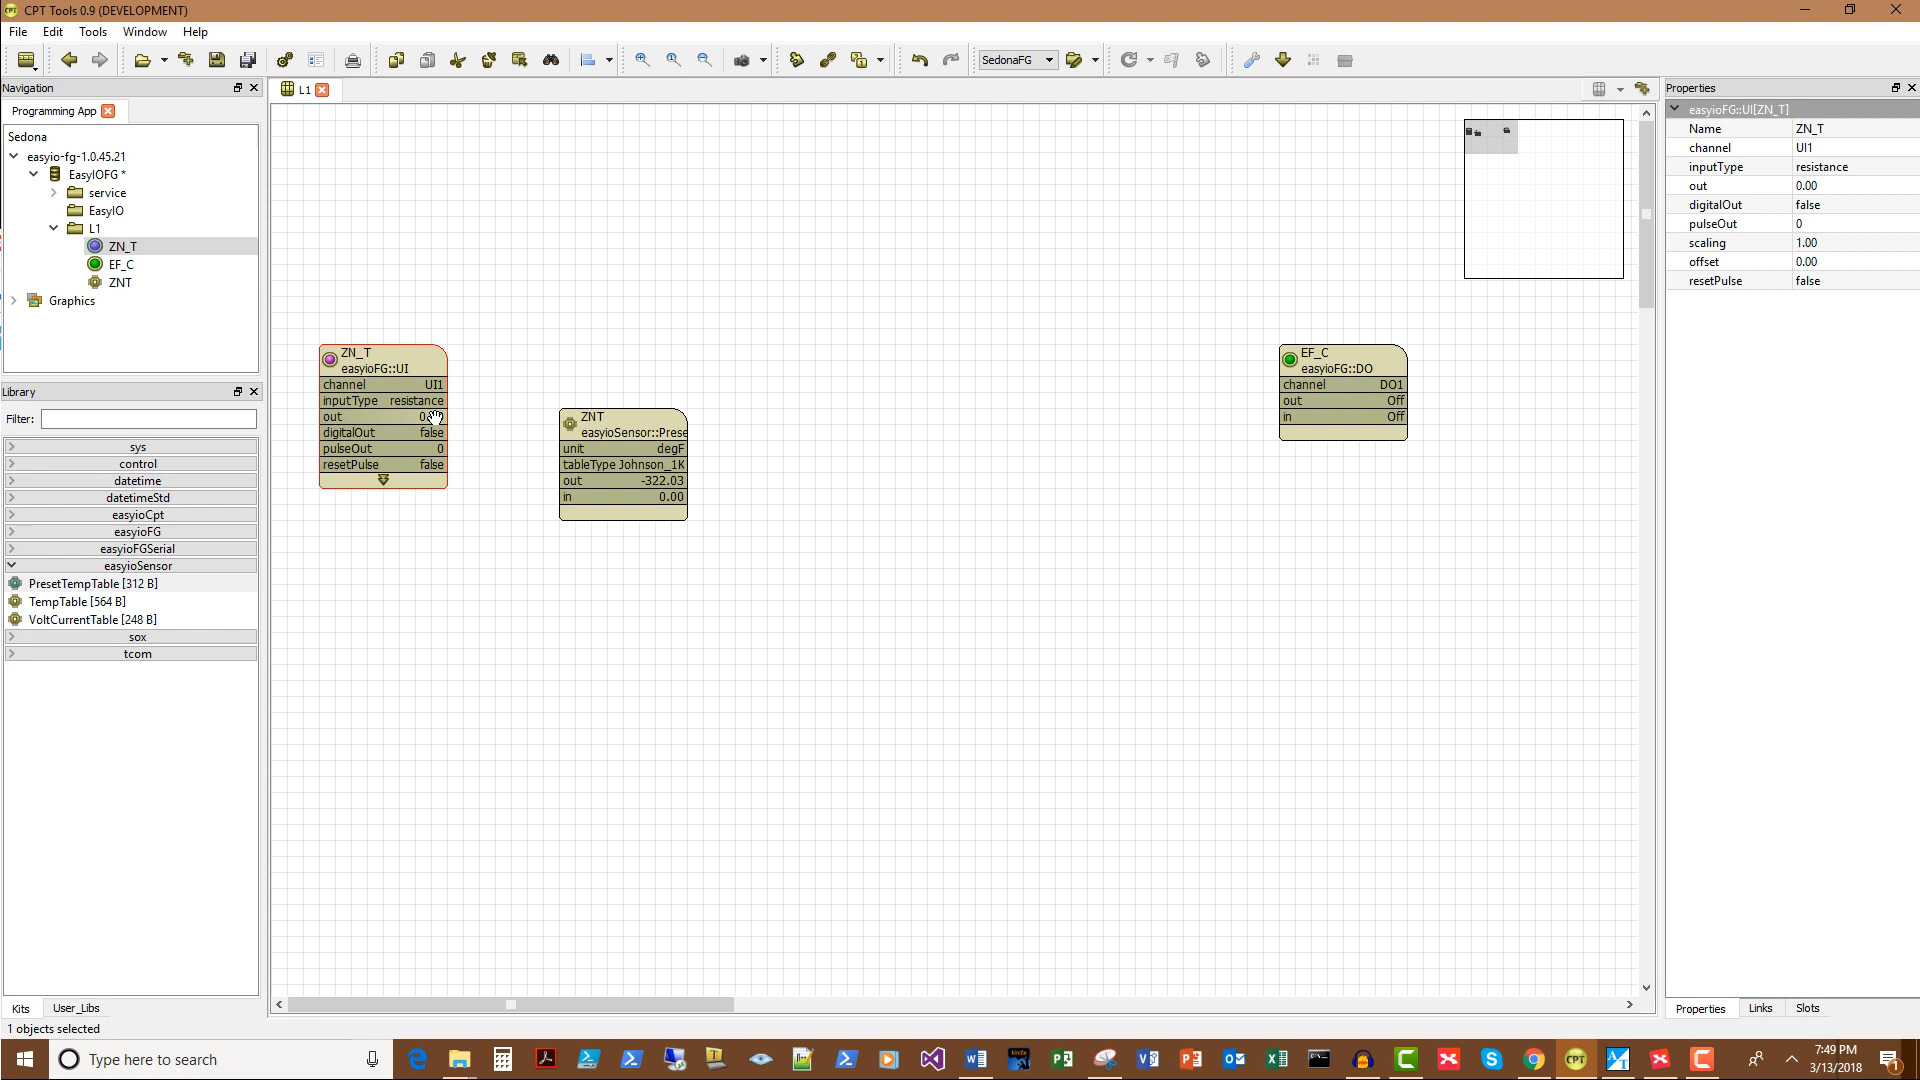 CPT Tools 0.9 (DEVELOPMENT)
File Edit Tools Window Help
SedonaFG
Navigation
Programming App
Sedona
easyio-fg-1.0.45.21
EasyIOFG *
service
EasyIO
L1
ZN_T
EF_C
ZNT
Graphics
Library
Filter:
sys
control
datetime
datetimeStd
easyioCpt
easyioFG
easyioFGSerial
easyioSensor
PresetTempTable [312 B]
TempTable [564 B]
VoltCurrentTable [248 B]
sox
tcom
Kits User_Libs
1 objects selected
L1
ZN_T
easyioFG::UI
channel UI1
inputType resistance
out
digitalOut false
pulseOut 0
resetPulse false
ZNT
easyioSensor::Prese
unit degF
tableType Johnson_1K
out -322.03
in 0.00
EF_C
easyioFG::DO
channel DO1
out Off
in Off
Properties
easyioFG::UI[ZN_T]
Name ZN_T
channel UI1
inputType resistance
out 0.00
digitalOut false
pulseOut 0
scaling 1.00
offset 0.00
resetPulse false
Properties Links Slots
Type here to search
CPT
7:49 PM
3/13/2018
1